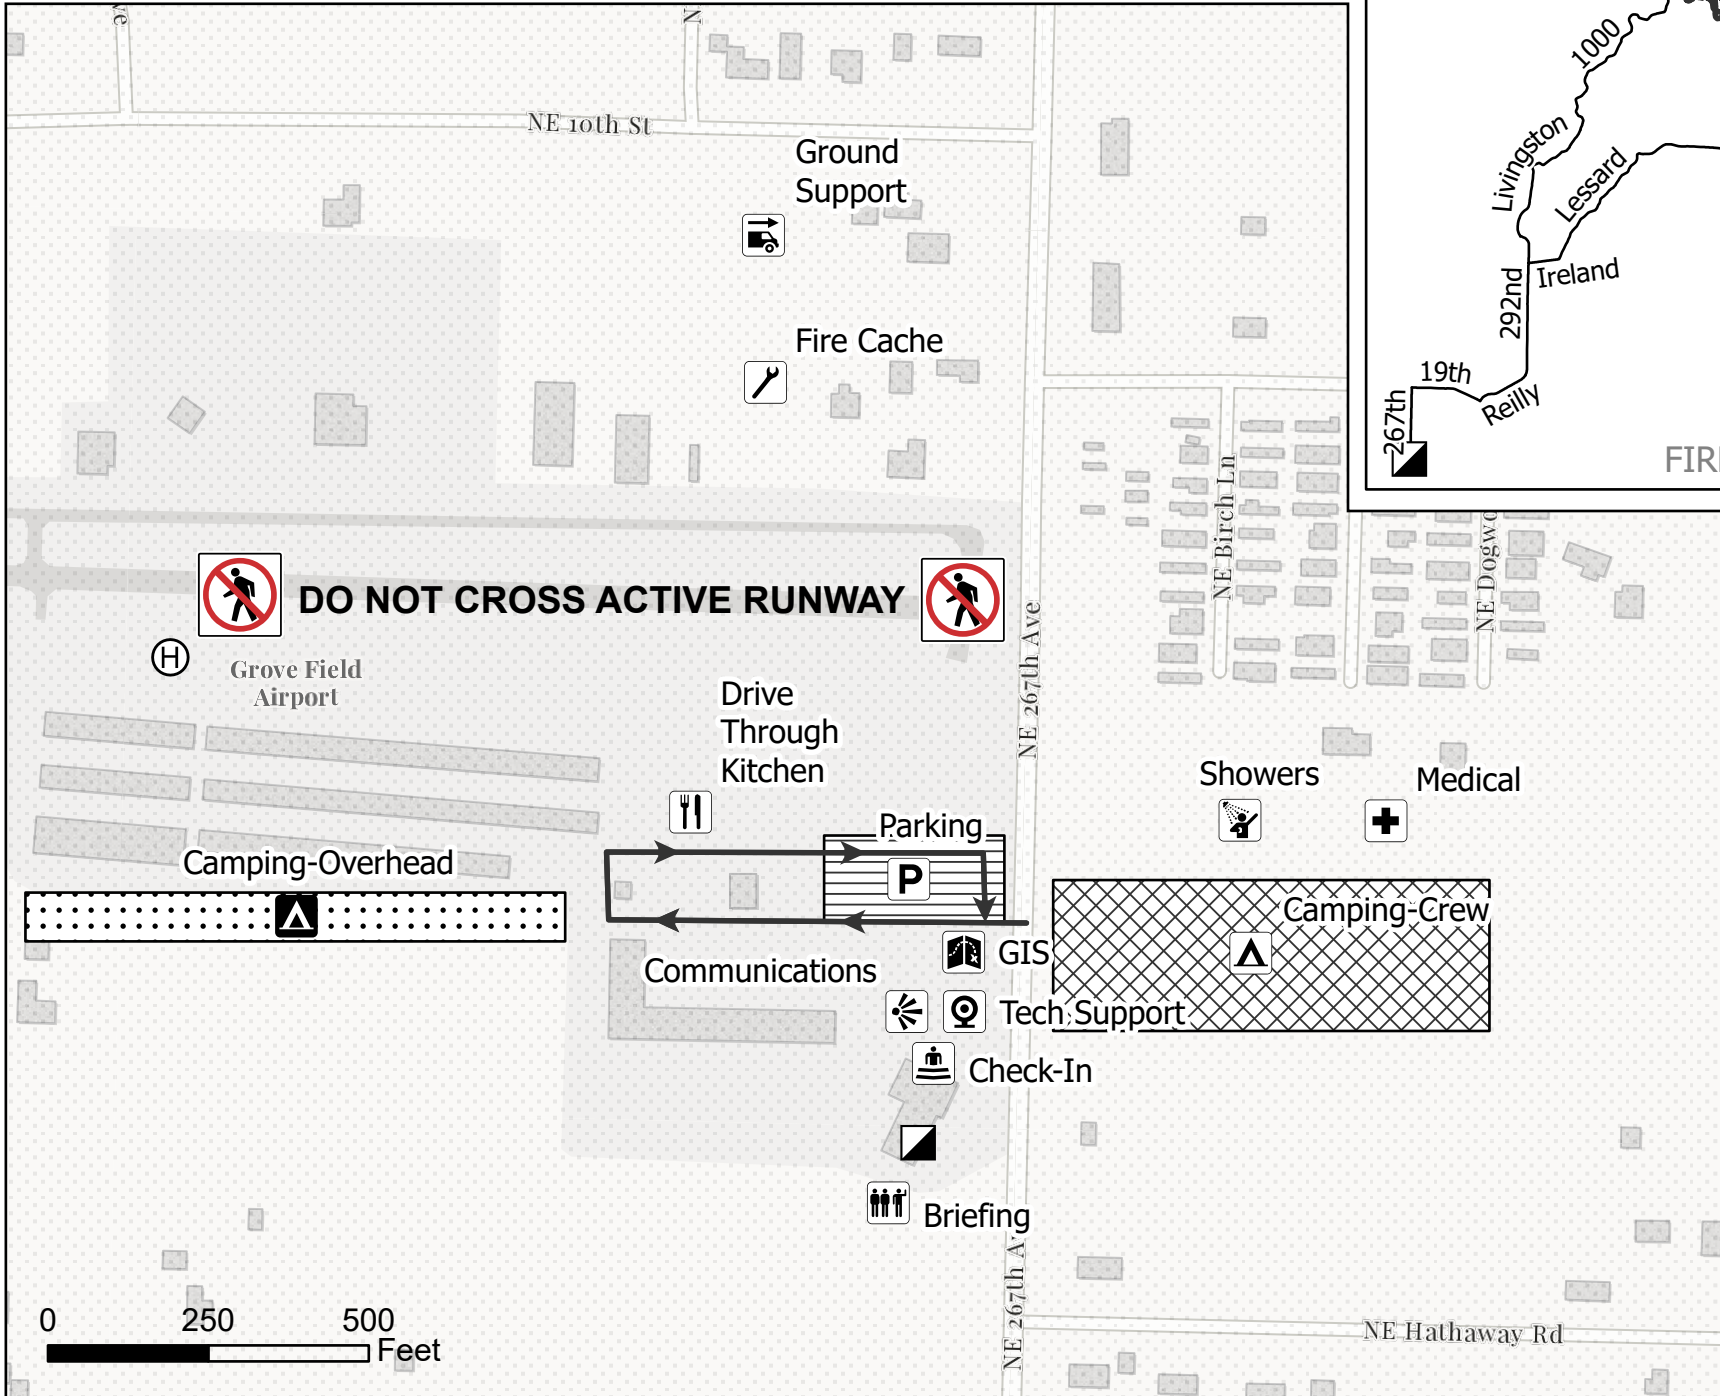 NE 10th St
Ground
Support
Fire Cache
1000
Livingston
Lessard
Ireland
292nd
19th
Reilly
267th
NE Birch Ln
DO NOT CROSS ACTIVE RUNWAY
H
Grove Field
Airport
NE 267th Ave
Drive
Through
Kitchen
Showers
Medical
Parking
P
Camping-Overhead
Camping-Crew
GIS
Communications
Tech Support
Check-In
Briefing
0 250 500
Feet
NE Hathaway Rd
NE 267th A